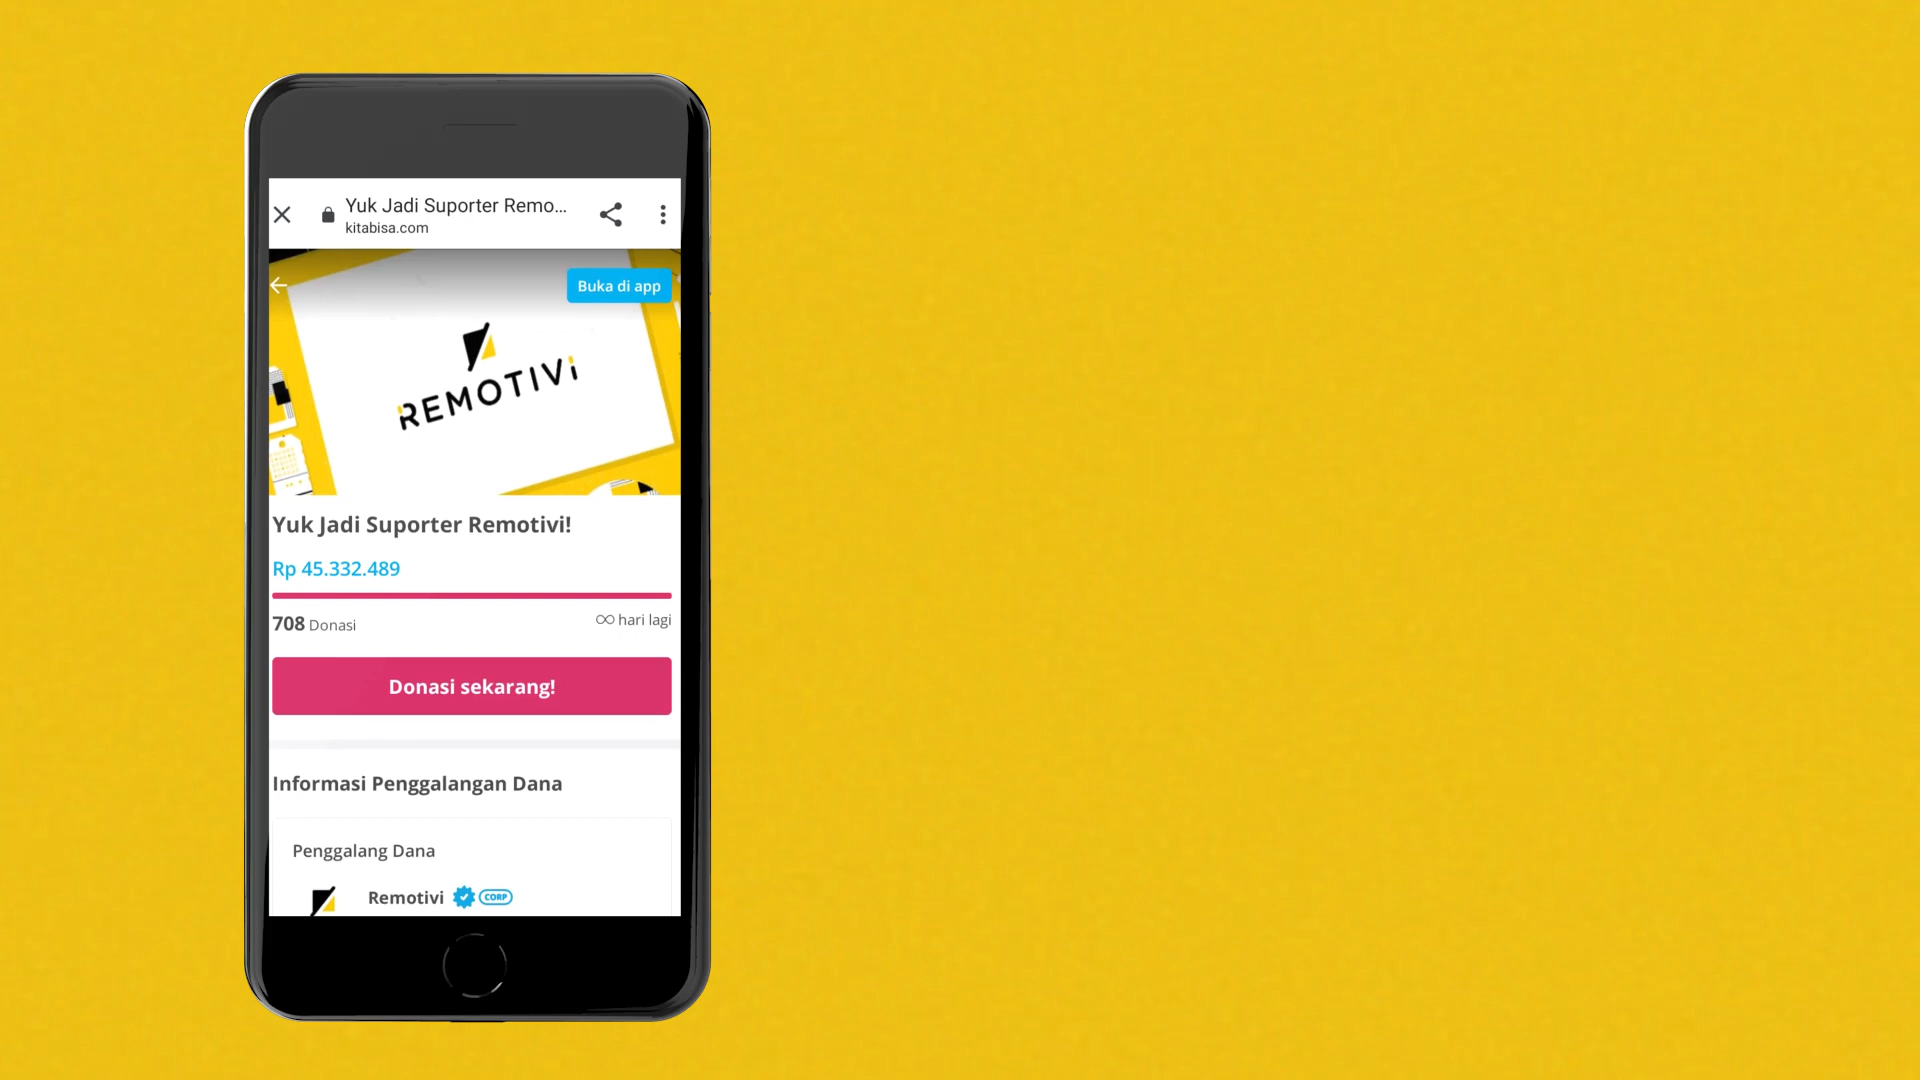 Yuk Jadi Suporter Remo...
kitabisa.com
Buka di app
REMOTIVi
Yuk Jadi Suporter Remotivi!
Rp 45.332.489
708 Donasi
∞ hari lagi
Donasi sekarang!
Informasi Penggalangan Dana
Penggalang Dana
Remotivi CORP